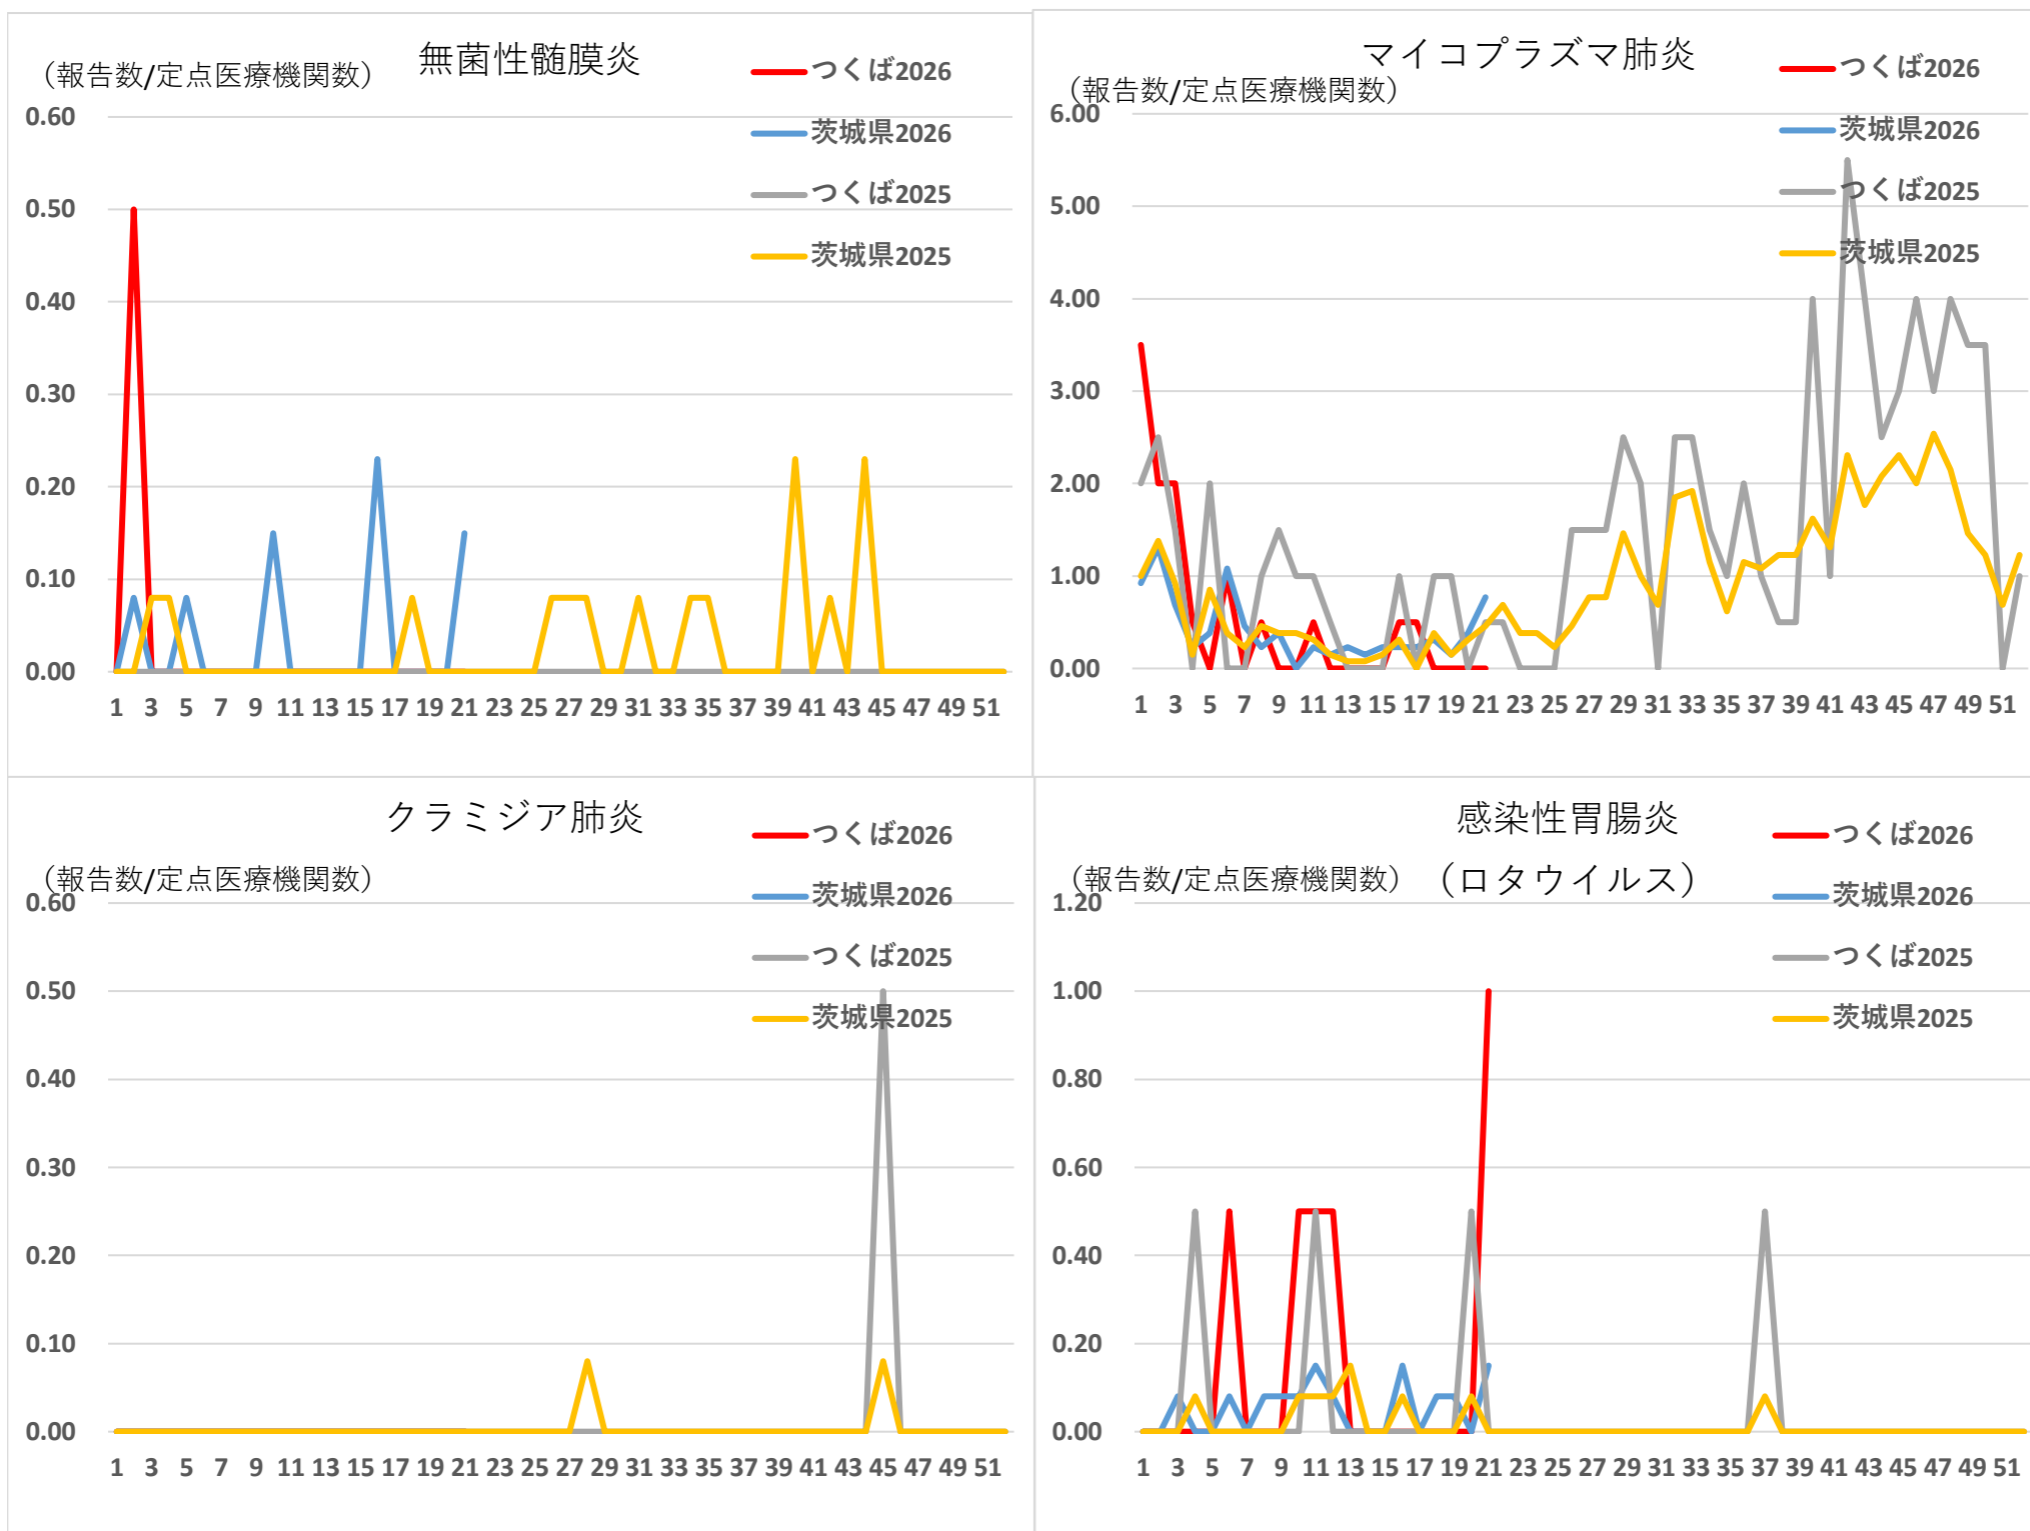 無菌性髄膜炎
（報告数/定点医療機関数）
つくば2026
茨城県2026
つくば2025
茨城県2025
0.60
0.50
0.40
0.30
0.20
0.10
0.00
1 3 5 7 9 11 13 15 17 19 21 23 25 27 29 31 33 35 37 39 41 43 45 47 49 51
マイコプラズマ肺炎
（報告数/定点医療機関数）
つくば2026
茨城県2026
つくば2025
茨城県2025
6.00
5.00
4.00
3.00
2.00
1.00
0.00
1 3 5 7 9 11 13 15 17 19 21 23 25 27 29 31 33 35 37 39 41 43 45 47 49 51
クラミジア肺炎
（報告数/定点医療機関数）
つくば2026
茨城県2026
つくば2025
茨城県2025
0.60
0.50
0.40
0.30
0.20
0.10
0.00
1 3 5 7 9 11 13 15 17 19 21 23 25 27 29 31 33 35 37 39 41 43 45 47 49 51
感染性胃腸炎
（ロタウイルス）
（報告数/定点医療機関数）
つくば2026
茨城県2026
つくば2025
茨城県2025
1.20
1.00
0.80
0.60
0.40
0.20
0.00
1 3 5 7 9 11 13 15 17 19 21 23 25 27 29 31 33 35 37 39 41 43 45 47 49 51